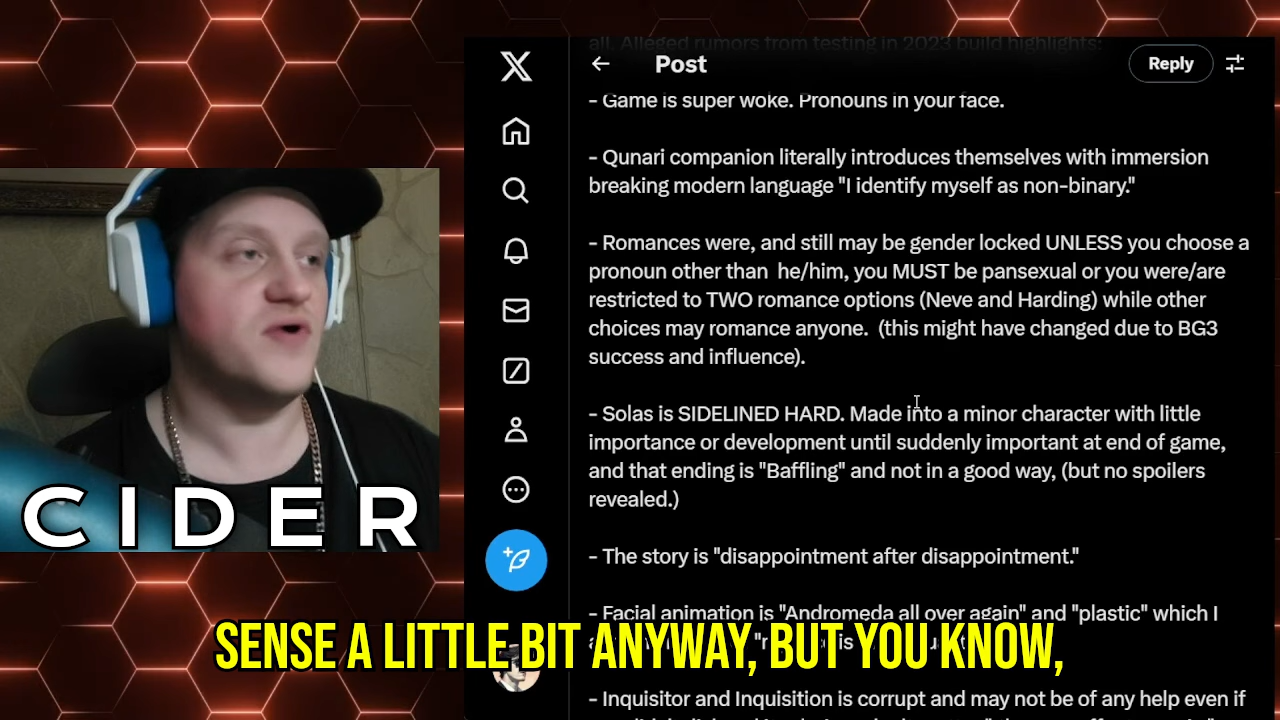 all. Alleged rumors from testing in 2023 build highlights:
Post
Reply
- Game is super woke. Pronouns in your face.
- Qunari companion literally introduces themselves with immersion
breaking modern language "I identify myself as non-binary."
- Romances were, and still may be gender locked UNLESS you choose a
pronoun other than he/him, you MUST be pansexual or you were/are
restricted to TWO romance options (Neve and Harding) while other
choices may romance anyone. (this might have changed due to BG3
success and influence).
- Solas is SIDELINED HARD. Made into a minor character with little
importance or development until suddenly important at end of game,
and that ending is "Baffling" and not in a good way, (but no spoilers
revealed.)
- The story is "disappointment after disappointment."
- Facial animation is "Andromeda all over again" and "plastic" which I
- Inquisitor and Inquisition is corrupt and may not be of any help even if
CIDER
SENSE A LITTLE BIT ANYWAY, BUT YOU KNOW,